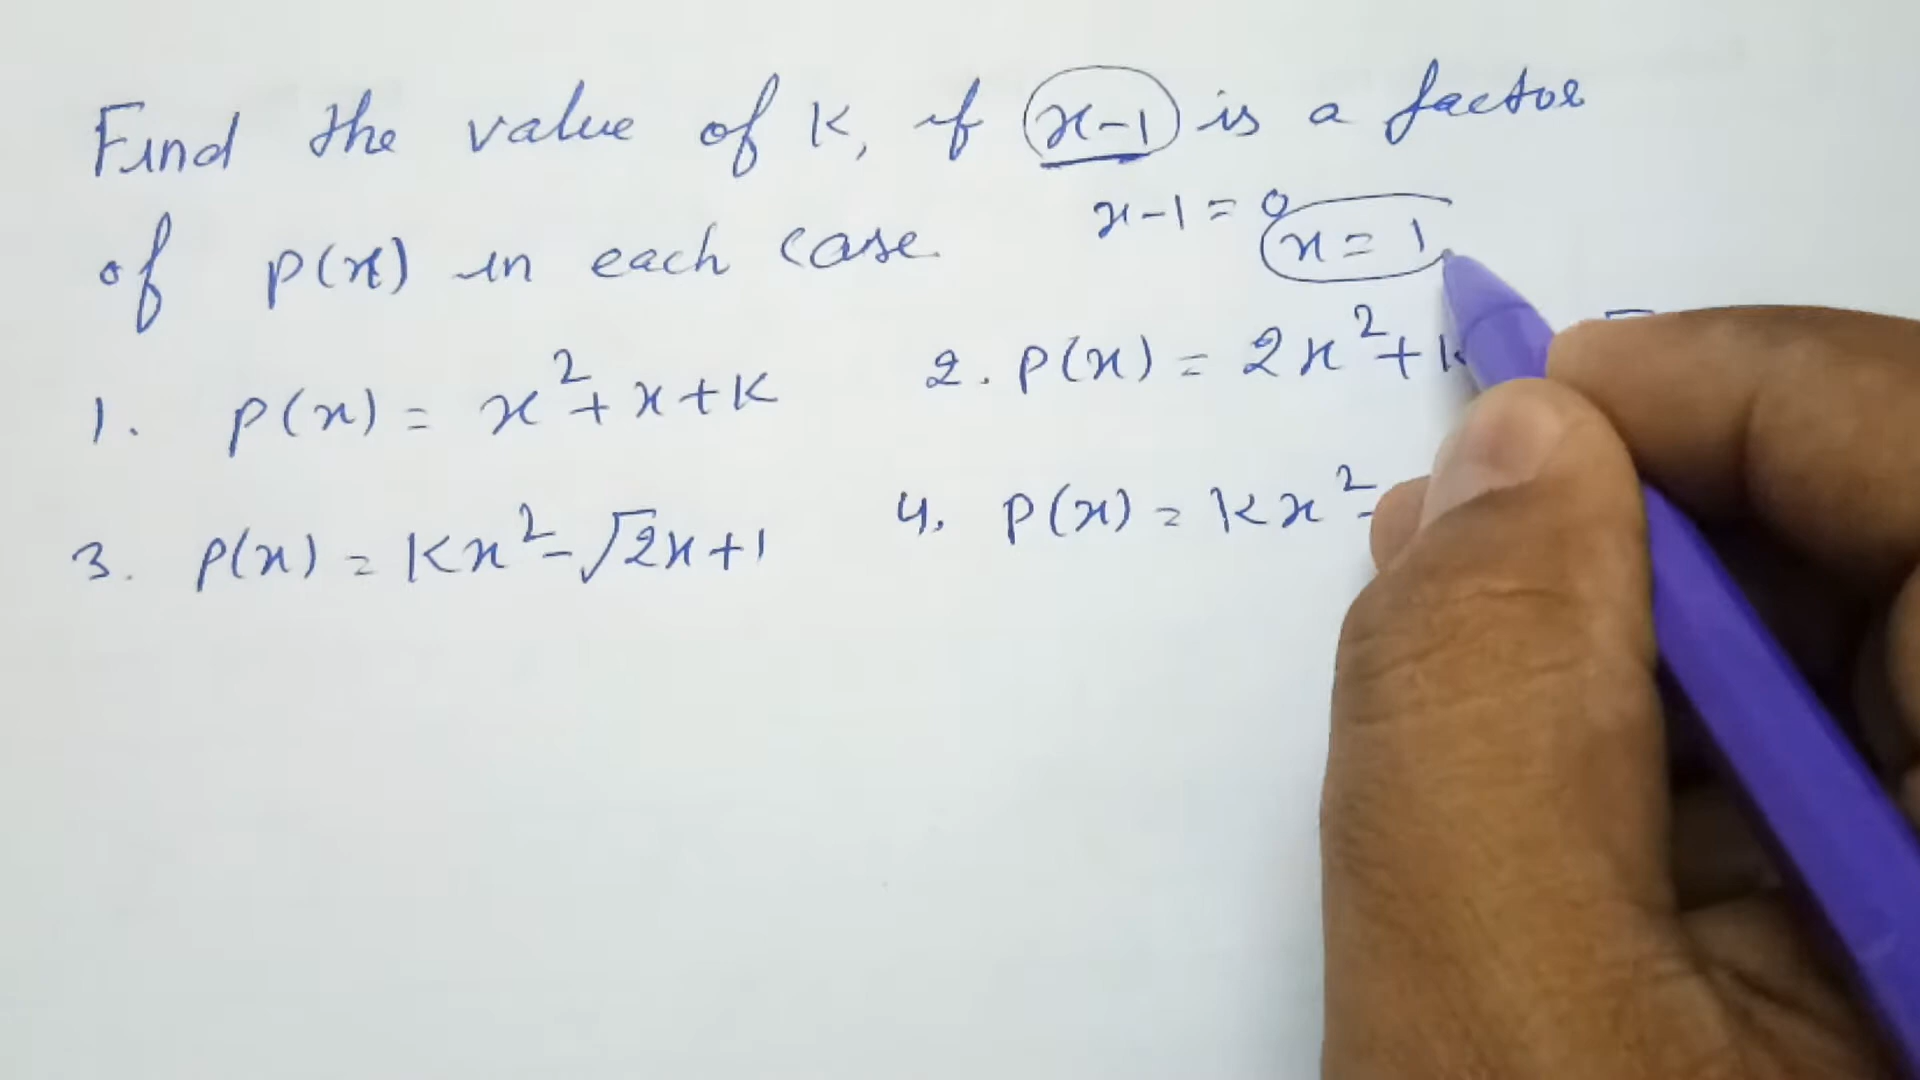 Find the value of K, if x-1 is a factor
of p(x) in each case.
x-1 = 0
x = 1
1. p(x) = x²+x+K
2. p(x) = 2x²+k
3. p(x) = Kx²-√2x+1
4. p(x) = Kx²-